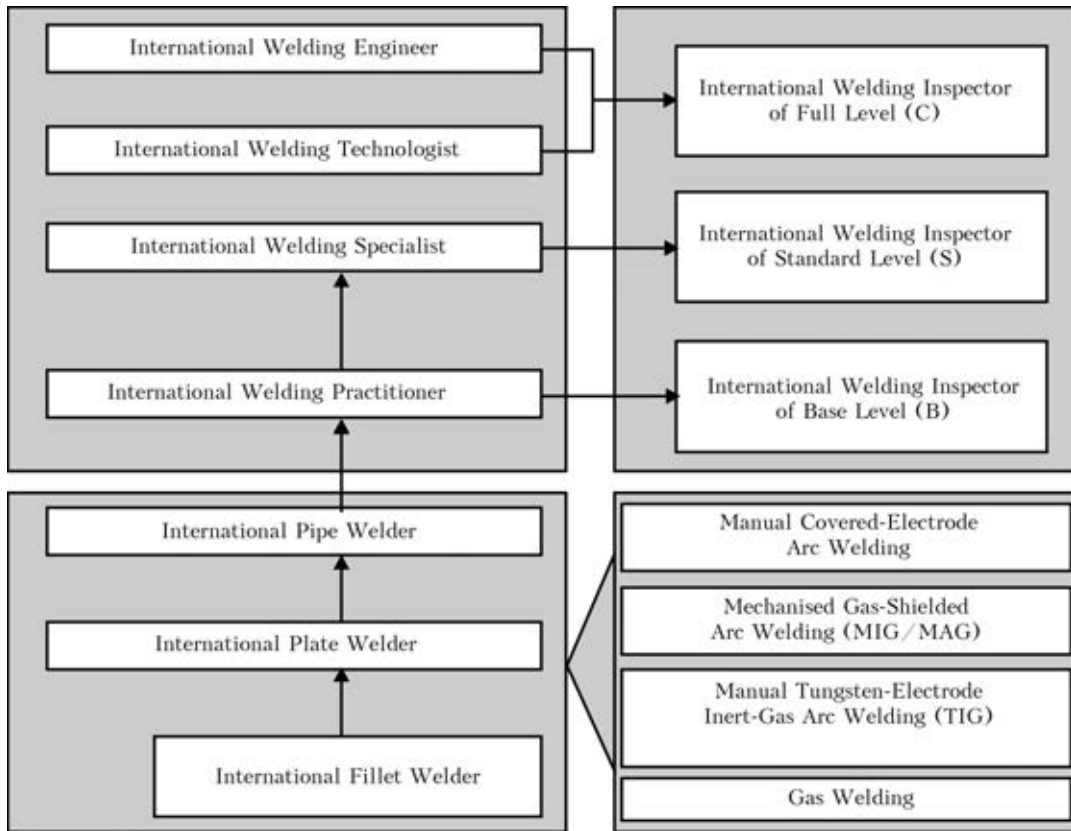 International Welding Engineer
International Welding Technologist
International Welding Specialist
International Welding Practitioner
International Welding Inspector
of Full Level (C)
International Welding Inspector
of Standard Level (S)
International Welding Inspector
of Base Level (B)
International Pipe Welder
International Plate Welder
International Fillet Welder
Manual Covered-Electrode
Arc Welding
Mechanised Gas-Shielded
Arc Welding (MIG/MAG)
Manual Tungsten-Electrode
Inert-Gas Arc Welding (TIG)
Gas Welding